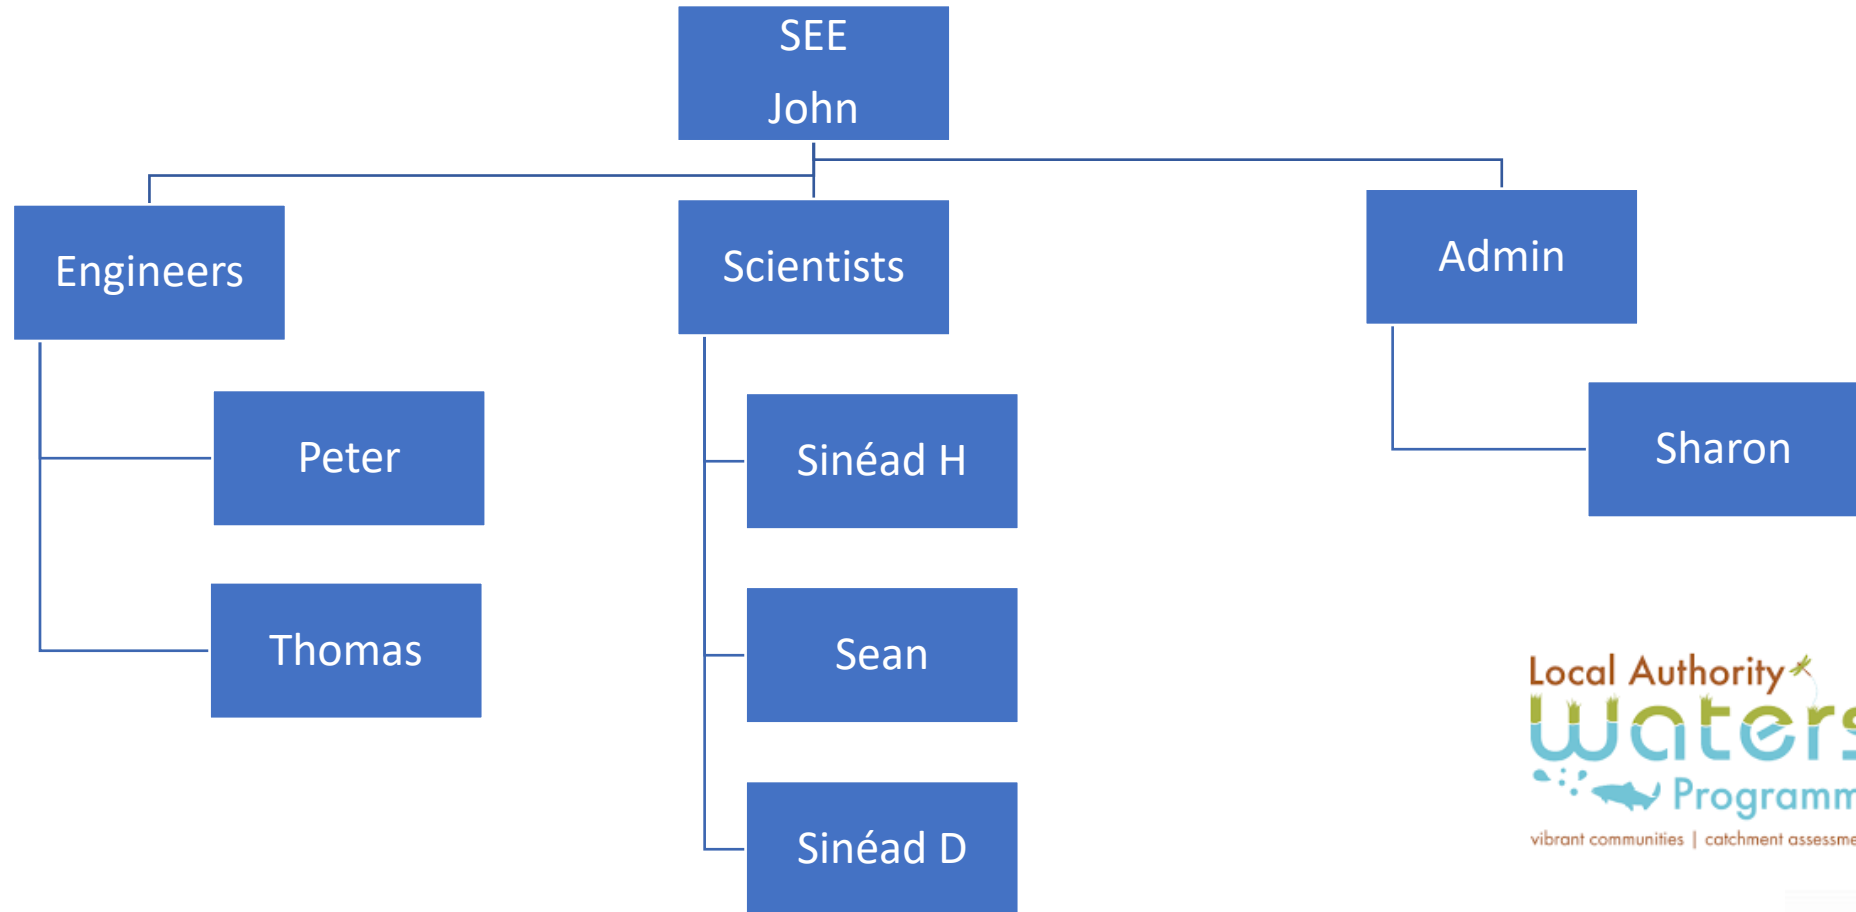 SEE
John
Engineers
Scientists
Admin
Peter
Sinéad H
Sharon
Thomas
Sean
Sinéad D
Local Authority
waters
Programm
vibrant communities | catchment assessme